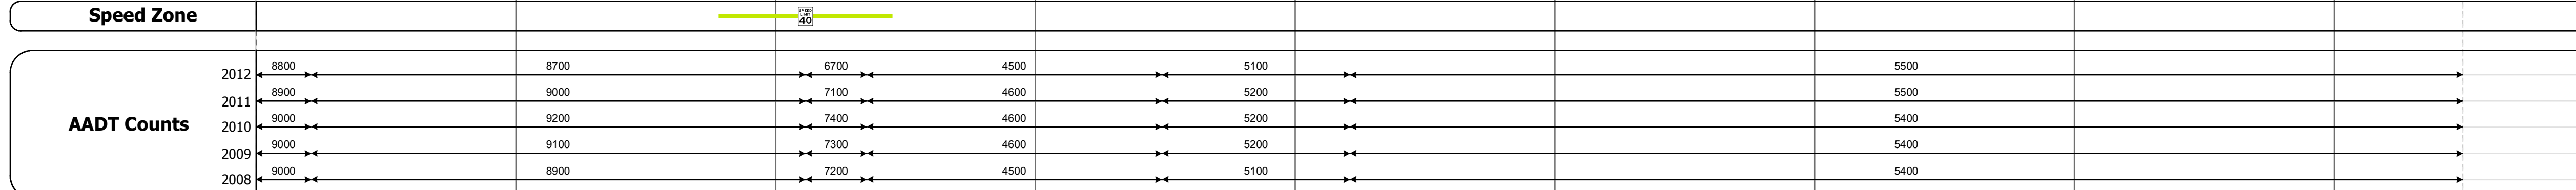 Speed Zone
SPEED
LIMIT
40
AADT Counts
2012 8800 8700 6700 4500 5100 5500
2011 8900 9000 7100 4600 5200 5500
2010 9000 9200 7400 4600 5200 5400
2009 9000 9100 7300 4600 5200 5400
2008 9000 8900 7200 4500 5100 5400